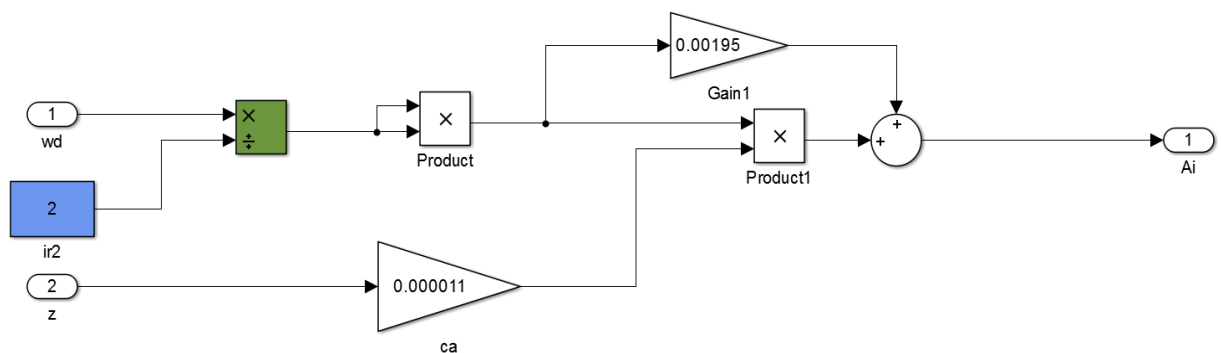 0.00195
Gain1
1
wd
×
÷
×
Product
×
Product1
+
+
1
Ai
2
ir2
2
z
0.000011
ca